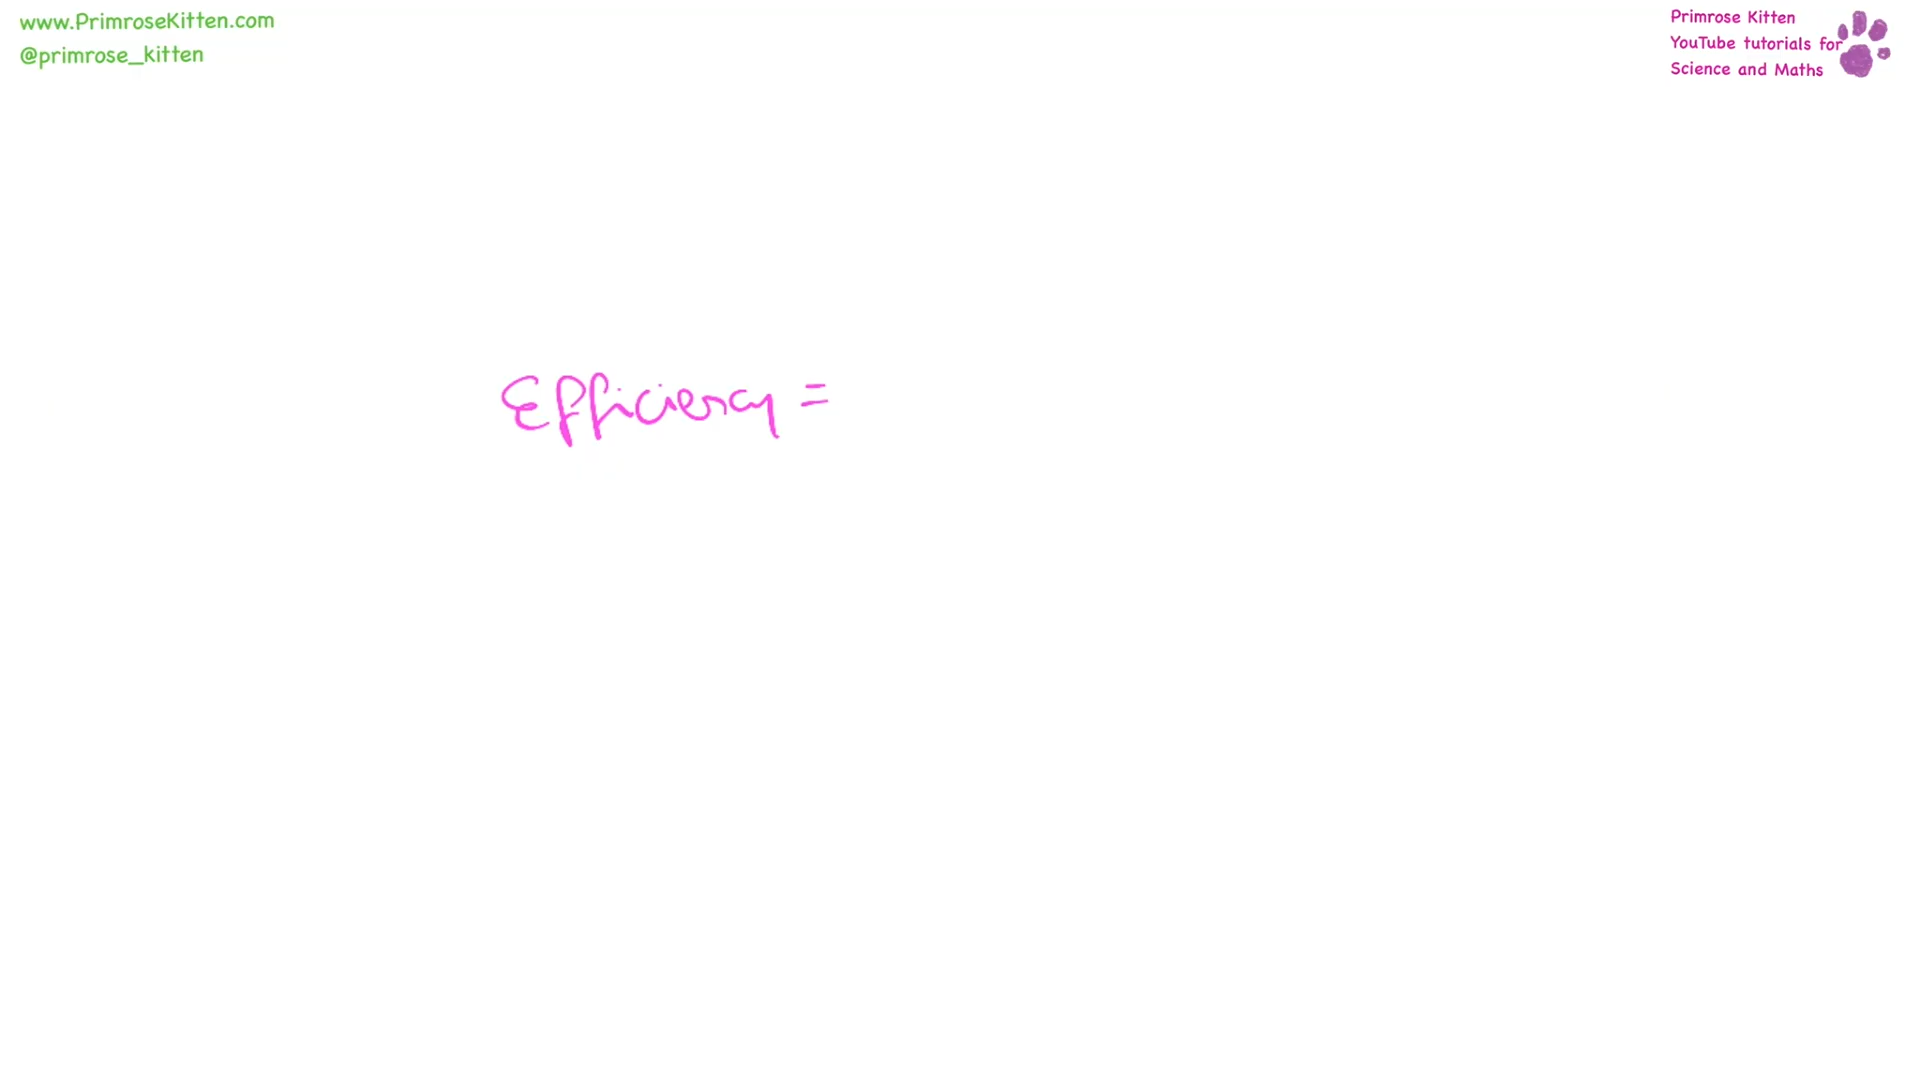 www.PrimroseKitten.com
@primrose_kitten
Primrose Kitten
YouTube tutorials for
Science and Maths
Efficiency =